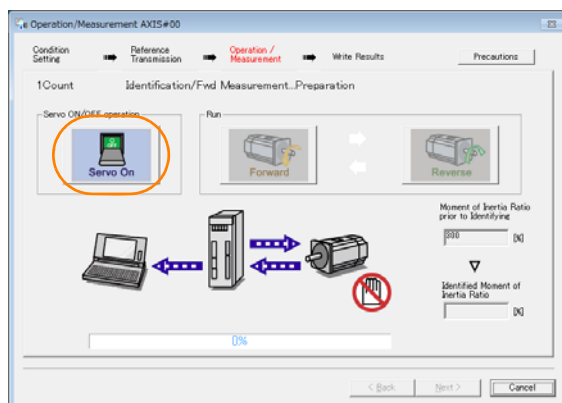 Operation/Measurement AXIS#00
Condition Setting
Reference Transmission
Operation / Measurement
Write Results
Precautions
1Count
Identification/Fwd Measurement...Preparation
Servo ON/OFF operation
Run
Servo On
Forward
Reverse
Moment of Inertia Ratio
prior to Identifying
300 [%]
Identified Moment of
Inertia Ratio
[%]
0%
< Back
Next >
Cancel